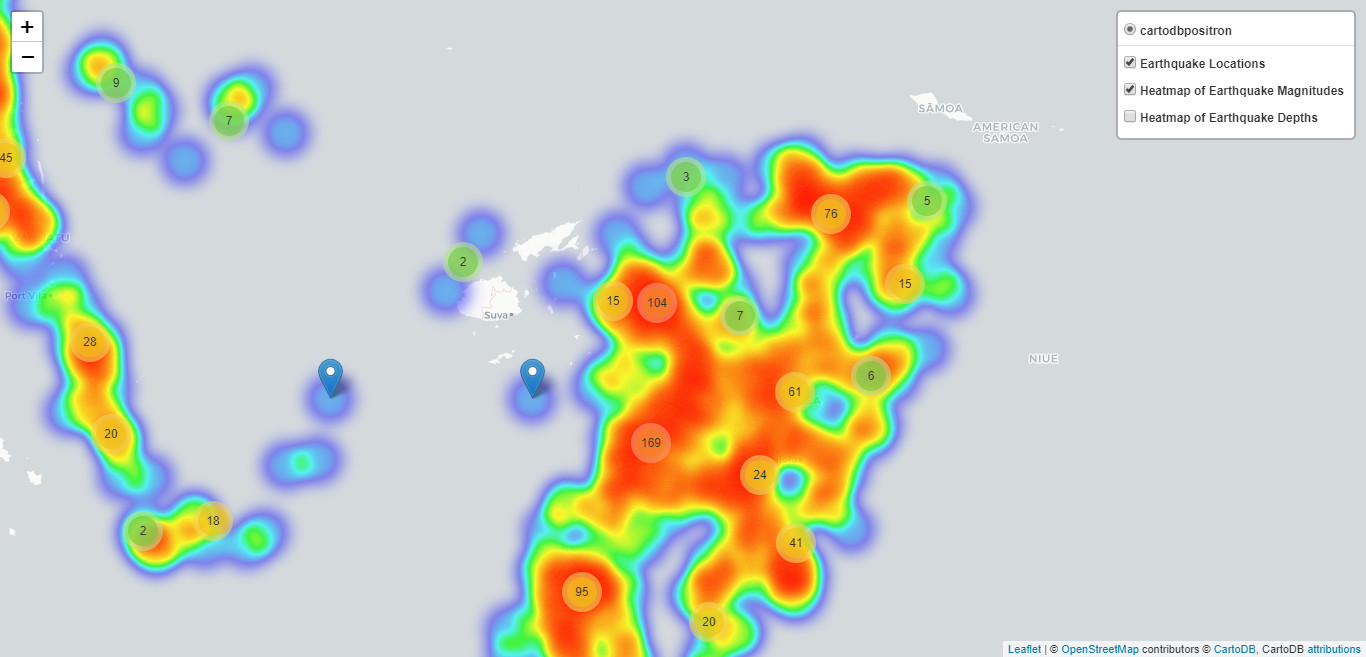 +
−
cartodbpositron
Earthquake Locations
Heatmap of Earthquake Magnitudes
Heatmap of Earthquake Depths
9
7
45
SĀMOA
AMERICAN
SAMOA
3
5
76
2
15
Port Vila
15
104
7
Suva
28
NIUE
6
61
20
169
24
18
2
41
95
20
Leaflet | © OpenStreetMap contributors © CartoDB, CartoDB attributions